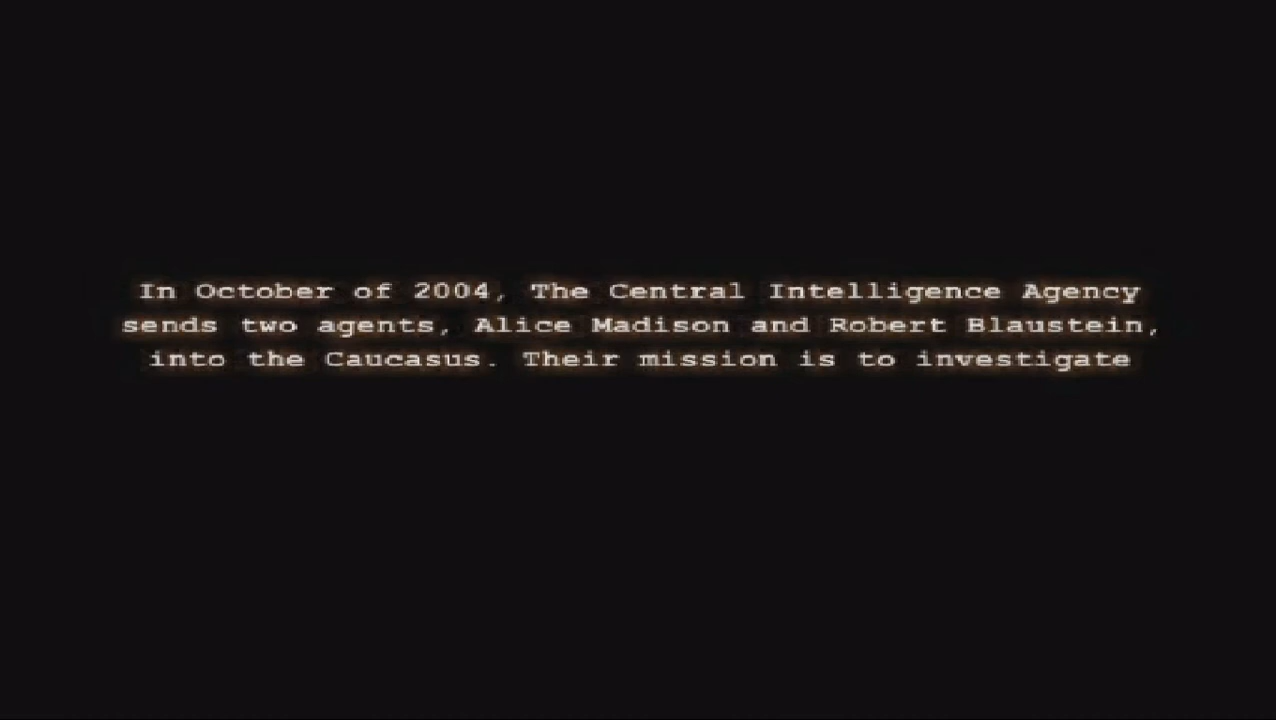 In October of 2004, The Central Intelligence Agency
sends two agents, Alice Madison and Robert Blaustein,
into the Caucasus. Their mission is to investigate